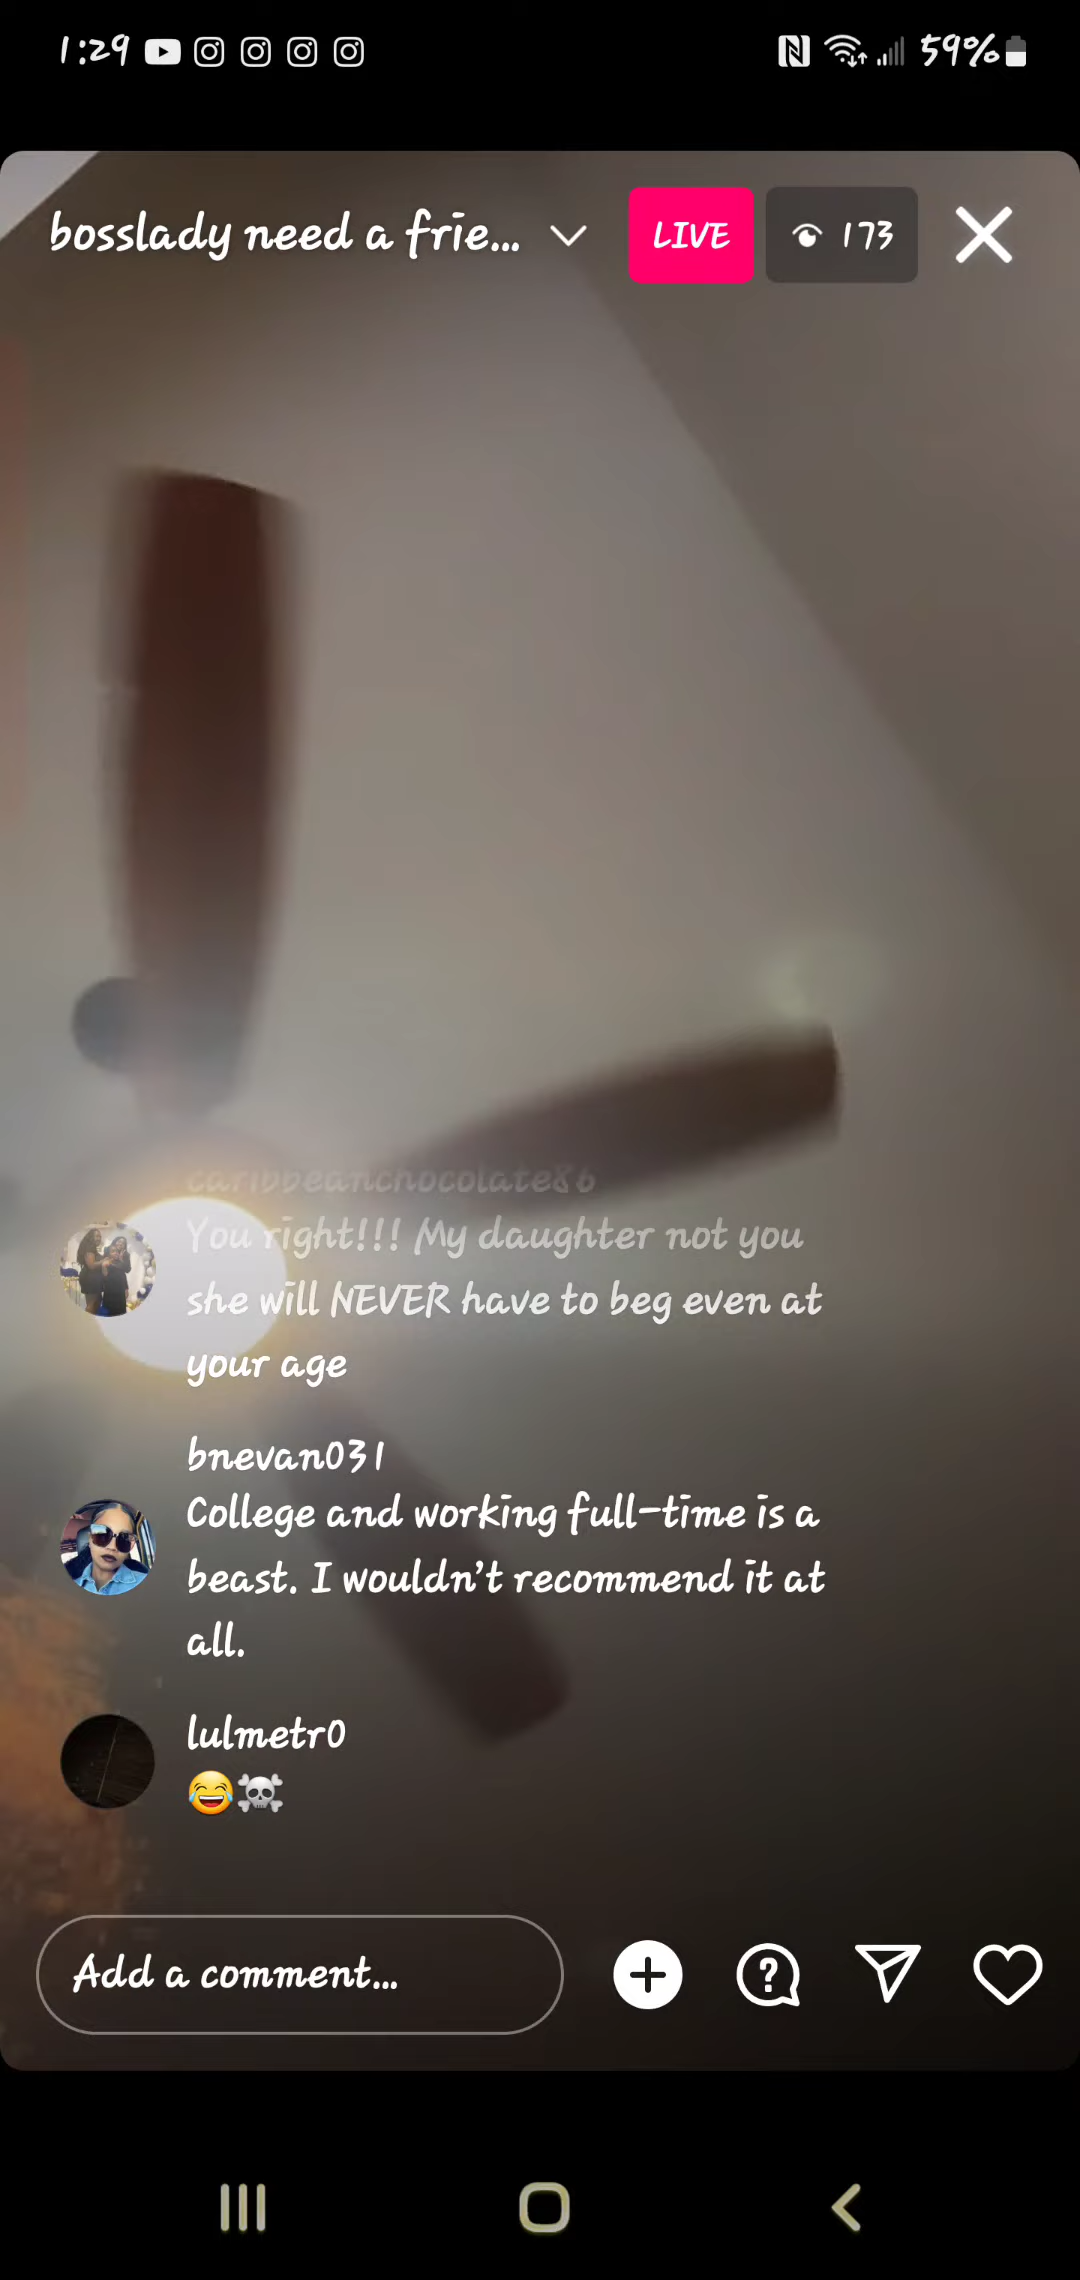 1:29
59%
bosslady need a frie...
LIVE
173
caribbeanchocolate86
You right!!! My daughter not you
she will NEVER have to beg even at
your age
bnevan031
College and working full-time is a
beast. I wouldn't recommend it at
all.
lulmetr0
😂☠️
Add a comment...